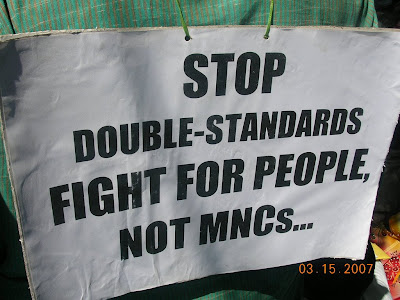 STOP
DOUBLE-STANDARDS
FIGHT FOR PEOPLE,
NOT MNCs...
03.15.2007